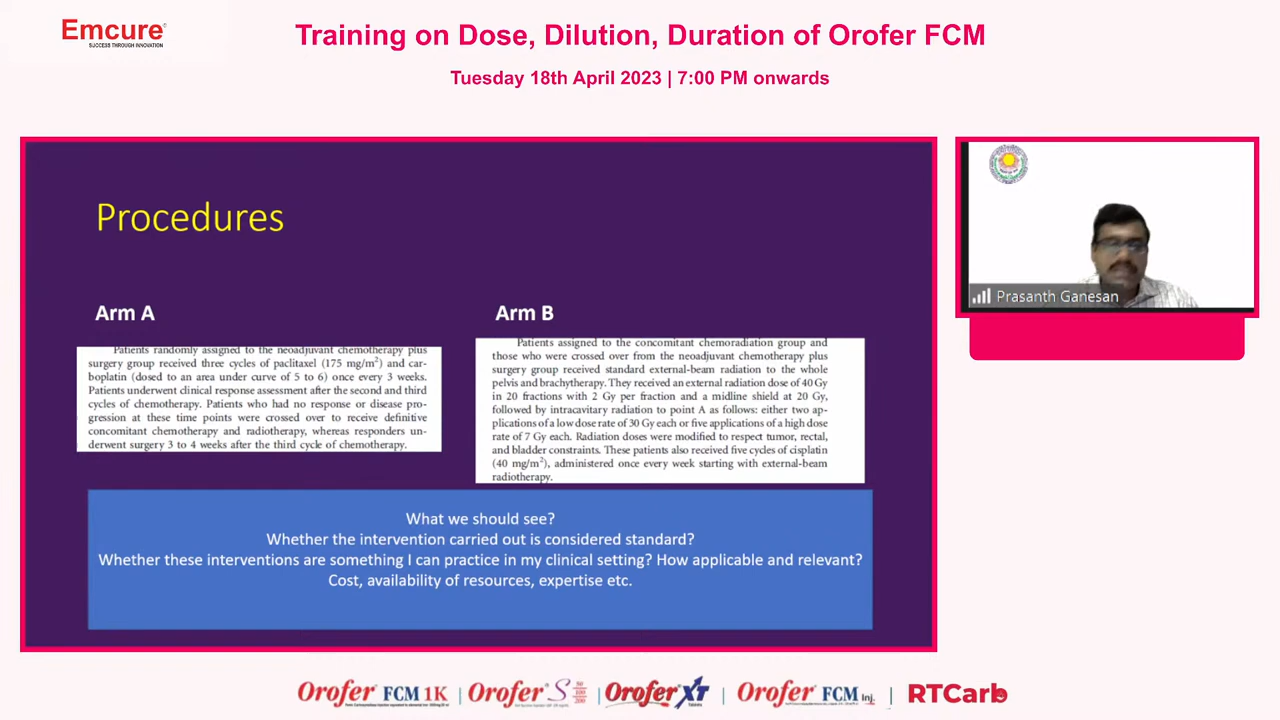 Emcure
SUCCESS THROUGH INNOVATION
Training on Dose, Dilution, Duration of Orofer FCM
Tuesday 18th April 2023 | 7:00 PM onwards
Procedures
Arm A
Patients randomly assigned to the neoadjuvant chemotherapy plus
surgery group received three cycles of paclitaxel (175 mg/m²) and car-
boplatin (dosed to an area under curve of 5 to 6) once every 3 weeks.
Patients underwent clinical response assessment after the second and third
cycles of chemotherapy. Patients who had no response or disease pro-
gression at these time points were crossed over to receive definitive
concomitant chemotherapy and radiotherapy, whereas responders un-
derwent surgery 3 to 4 weeks after the third cycle of chemotherapy.
Arm B
Patients assigned to the concomitant chemoradiation group and
those who were crossed over from the neoadjuvant chemotherapy plus
surgery group received standard external-beam radiation to the whole
pelvis and brachytherapy. They received an external radiation dose of 40 Gy
in 20 fractions with 2 Gy per fraction and a midline shield at 20 Gy,
followed by intracavitary radiation to point A as follows: either two ap-
plications of a low dose rate of 30 Gy each or five applications of a high dose
rate of 7 Gy each. Radiation doses were modified to respect tumor, rectal,
and bladder constraints. These patients also received five cycles of cisplatin
(40 mg/m²), administered once every week starting with external-beam
radiotherapy.
What we should see?
Whether the intervention carried out is considered standard?
Whether these interventions are something I can practice in my clinical setting? How applicable and relevant?
Cost, availability of resources, expertise etc.
Prasanth Ganesan
Orofer FCM 1K | Orofer S 50 100 200 | Orofer XT | Orofer FCM Inj. | RTCarb